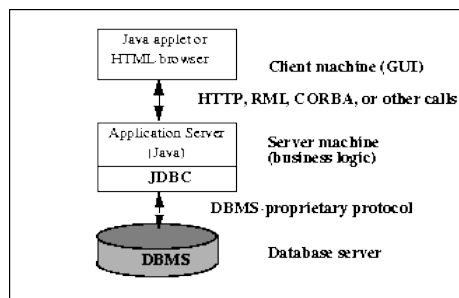 Java applet or
HTML browser
Client machine (GUI)
HTTP, RMI, CORBA, or other calls
Application Server
(Java)
Server machine
(business logic)
JDBC
DBMS-proprietary protocol
DBMS
Database server